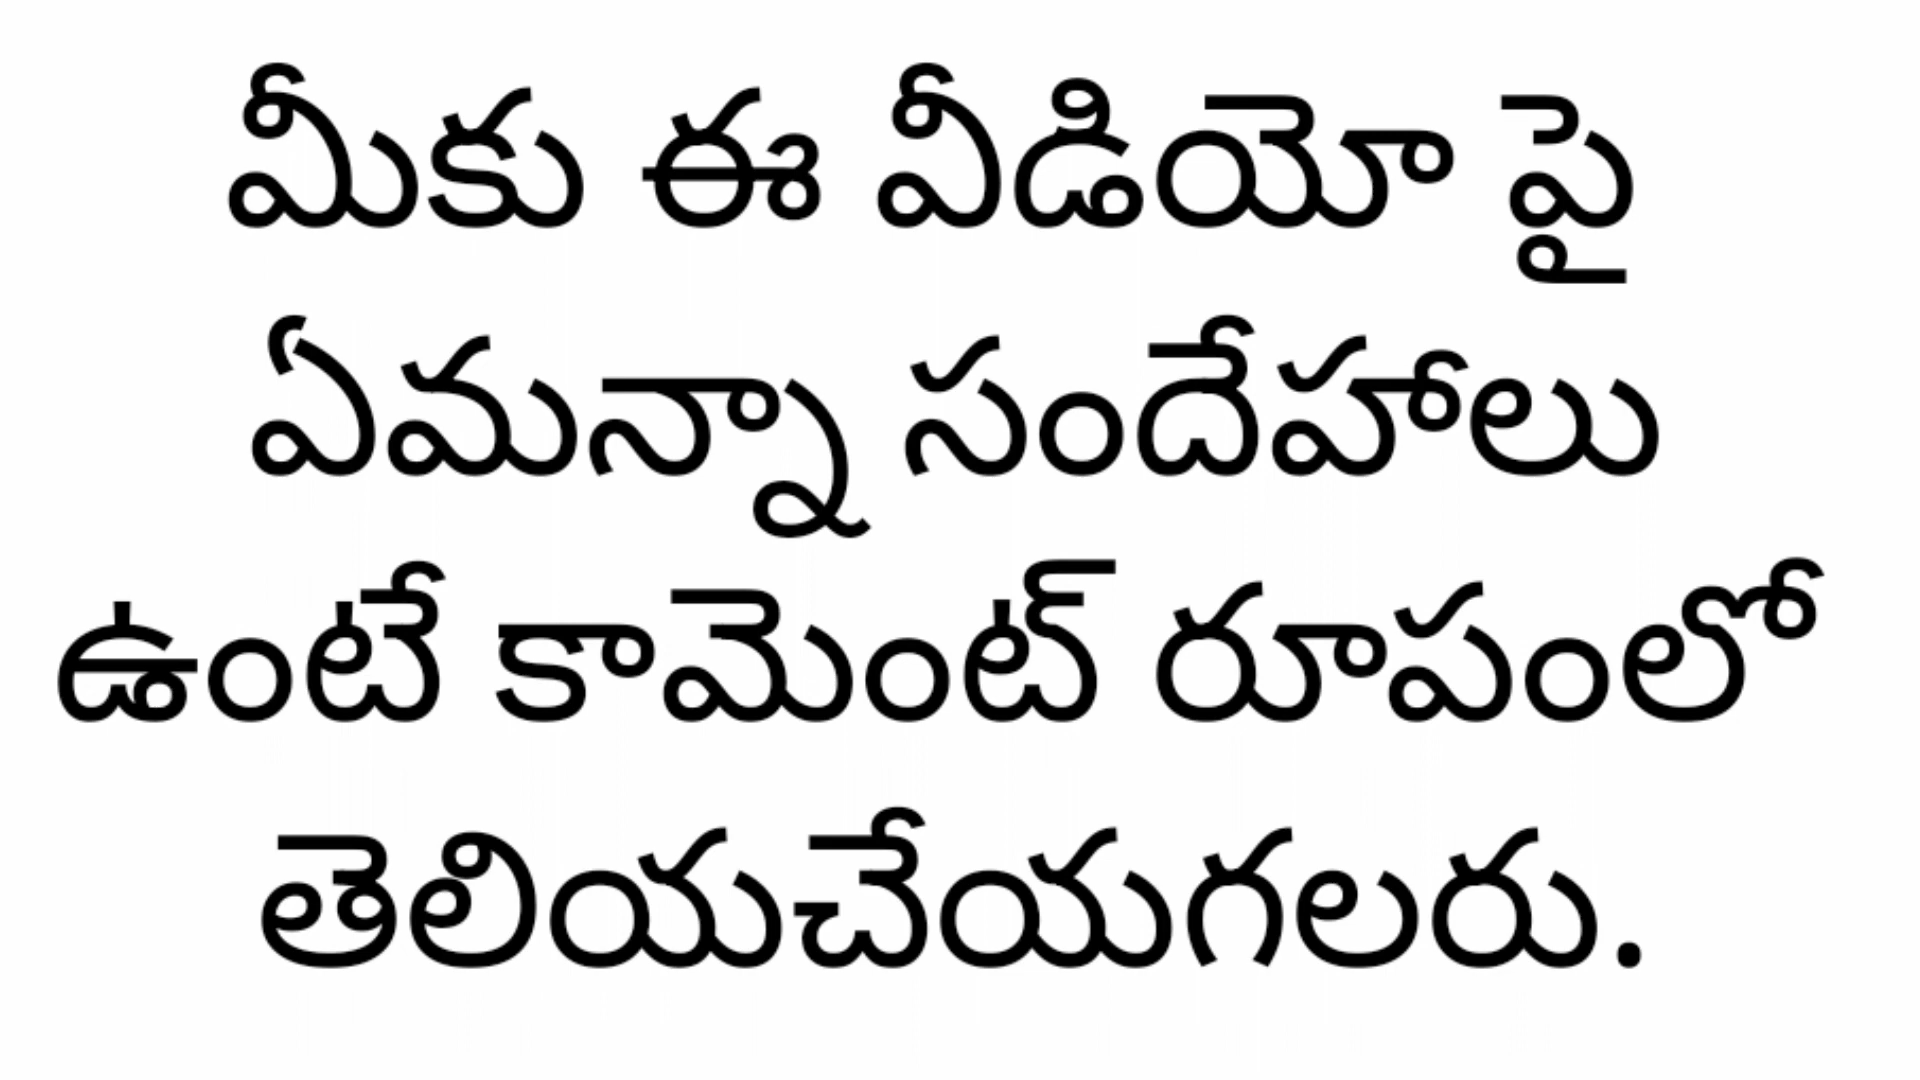 మీకు ఈ వీడియో పై
ఏమన్నా సందేహాలు
ఉంటే కామెంట్ రూపంలో
తెలియచేయగలరు.